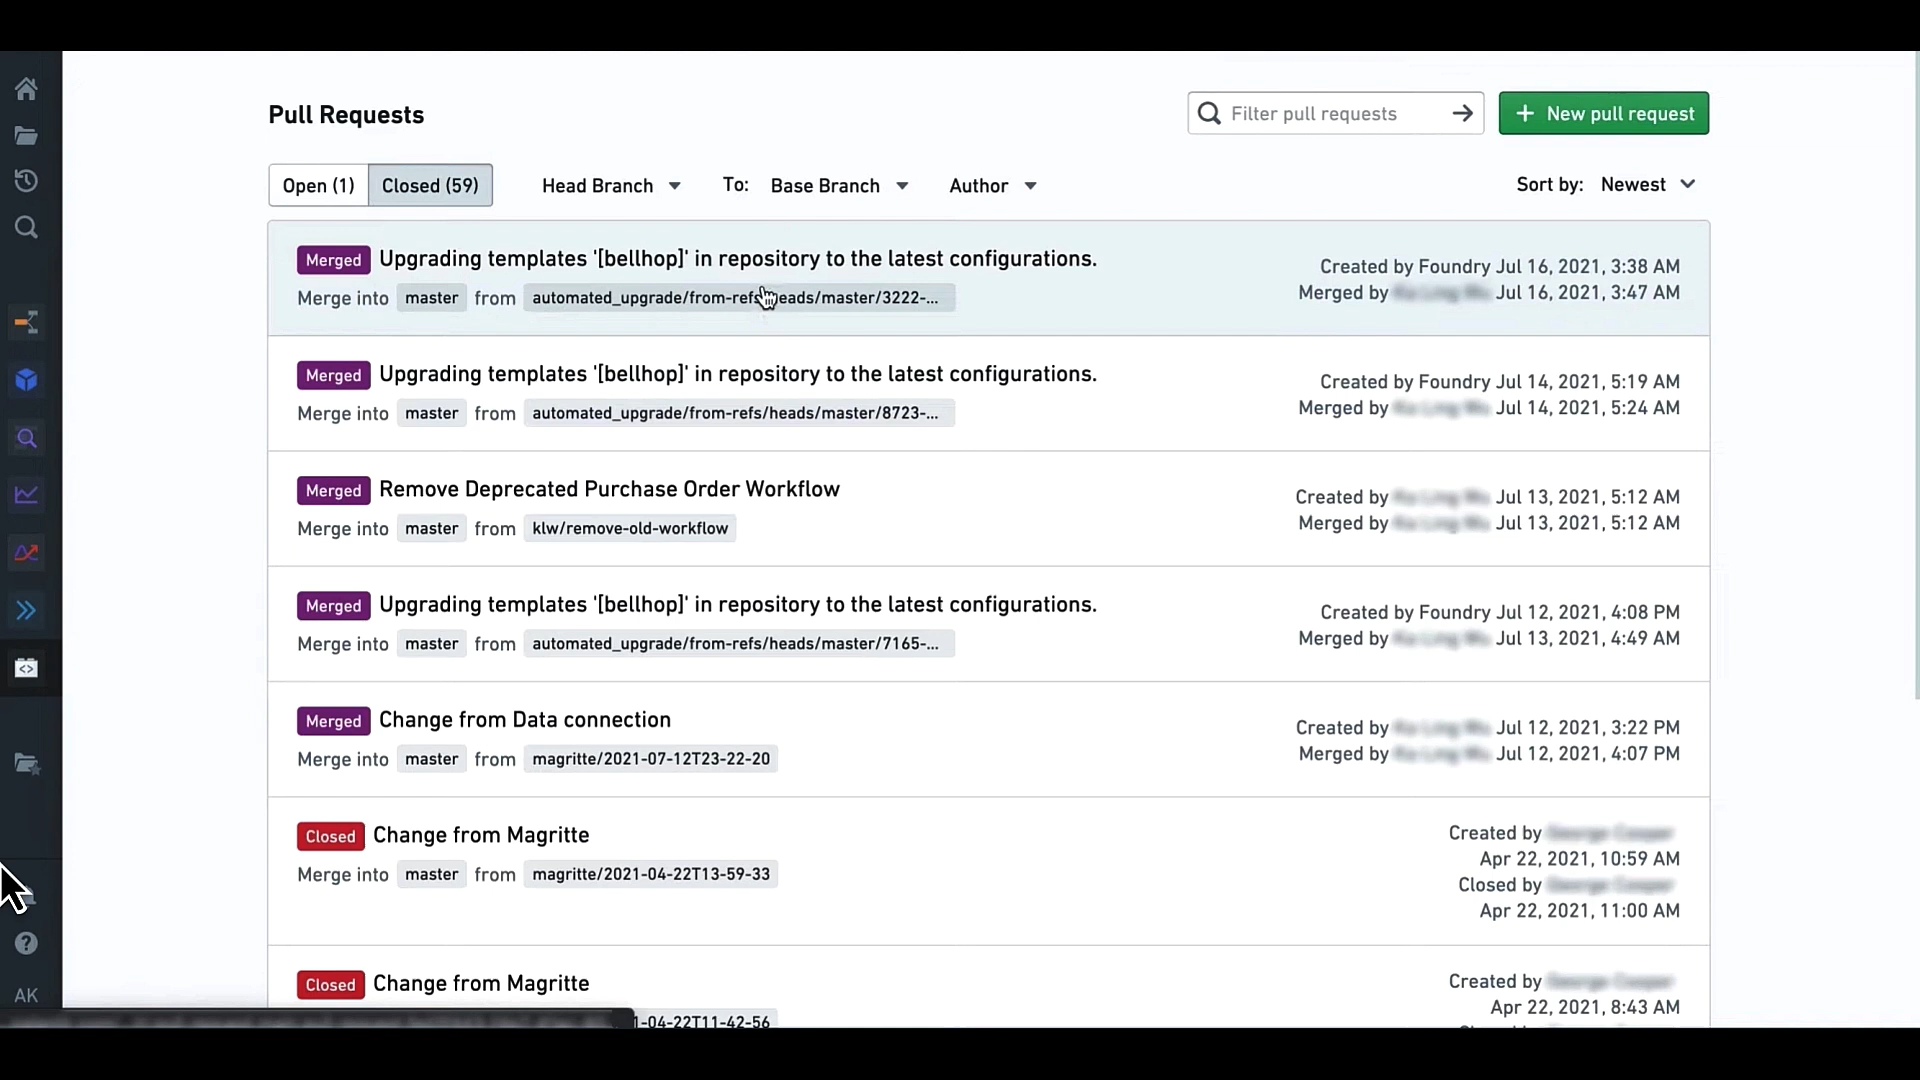 Pull Requests
Filter pull requests
New pull request
Open (1) Closed (59) Head Branch To: Base Branch Author Sort by: Newest
Merged Upgrading templates '[bellhop]' in repository to the latest configurations.
Created by Foundry Jul 16, 2021, 3:38 AM
Merge into master from automated_upgrade/from-refs/heads/master/3222-...
Merged by Jul 16, 2021, 3:47 AM
Merged Upgrading templates '[bellhop]' in repository to the latest configurations.
Created by Foundry Jul 14, 2021, 5:19 AM
Merge into master from automated_upgrade/from-refs/heads/master/8723-...
Merged by Jul 14, 2021, 5:24 AM
Merged Remove Deprecated Purchase Order Workflow
Created by Jul 13, 2021, 5:12 AM
Merge into master from klw/remove-old-workflow
Merged by Jul 13, 2021, 5:12 AM
Merged Upgrading templates '[bellhop]' in repository to the latest configurations.
Created by Foundry Jul 12, 2021, 4:08 PM
Merge into master from automated_upgrade/from-refs/heads/master/7165-...
Merged by Jul 13, 2021, 4:49 AM
Merged Change from Data connection
Created by Jul 12, 2021, 3:22 PM
Merge into master from magritte/2021-07-12T23-22-20
Merged by Jul 12, 2021, 4:07 PM
Closed Change from Magritte
Created by
Apr 22, 2021, 10:59 AM
Merge into master from magritte/2021-04-22T13-59-33
Closed by
Apr 22, 2021, 11:00 AM
Closed Change from Magritte
Created by
Apr 22, 2021, 8:43 AM
1-04-22T11-42-56
AK